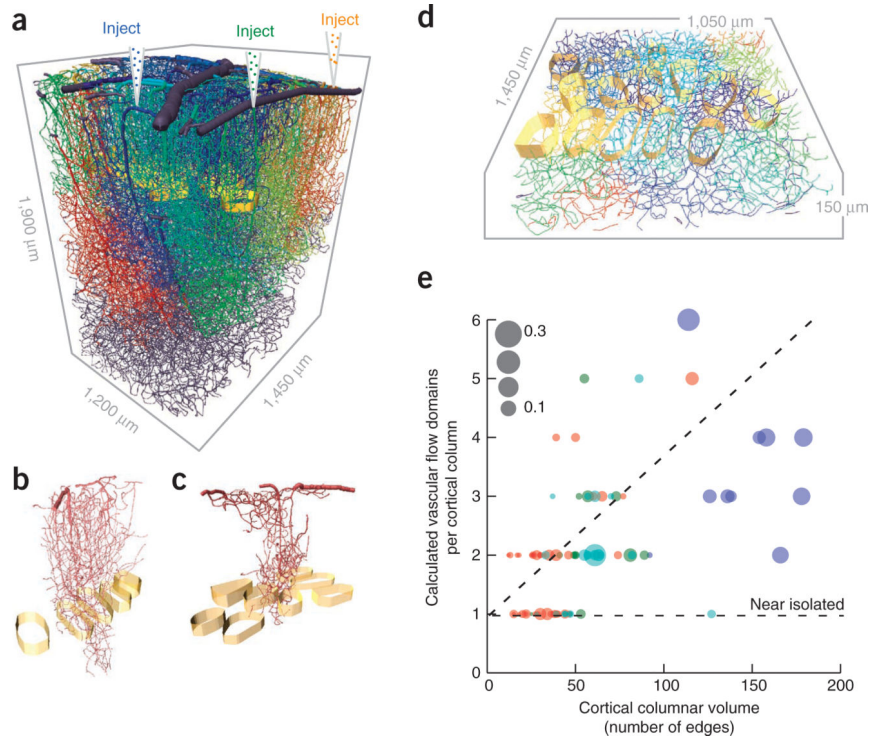 a
Inject
Inject
Inject
1,900 µm
1,200 µm
1,450 µm
b
c
d
1,050 µm
1,450 µm
150 µm
e
Calculated vascular flow domains
per cortical column
6
5
4
3
2
1
0
0.3
0.1
Near isolated
0
50
100
150
200
Cortical columnar volume
(number of edges)